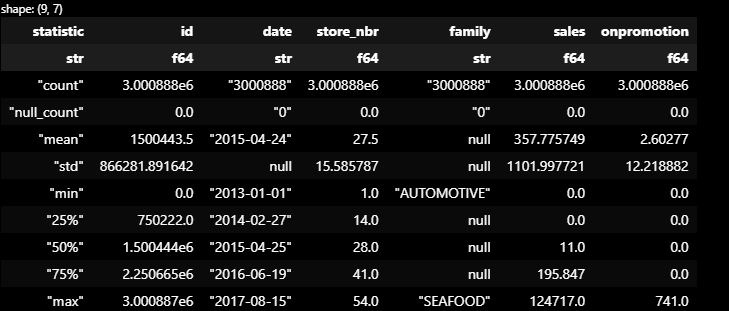 shape: (9, 7)
statistic id date store_nbr family sales onpromotion
str f64 str f64 str f64 f64
"count" 3.000888e6 "3000888" 3.000888e6 "3000888" 3.000888e6 3.000888e6
"null_count" 0.0 "0" 0.0 "0" 0.0 0.0
"mean" 1500443.5 "2015-04-24" 27.5 null 357.775749 2.60277
"std" 866281.891642 null 15.585787 null 1101.997721 12.218882
"min" 0.0 "2013-01-01" 1.0 "AUTOMOTIVE" 0.0 0.0
"25%" 750222.0 "2014-02-27" 14.0 null 0.0 0.0
"50%" 1.500444e6 "2015-04-25" 28.0 null 11.0 0.0
"75%" 2.250665e6 "2016-06-19" 41.0 null 195.847 0.0
"max" 3.000887e6 "2017-08-15" 54.0 "SEAFOOD" 124717.0 741.0